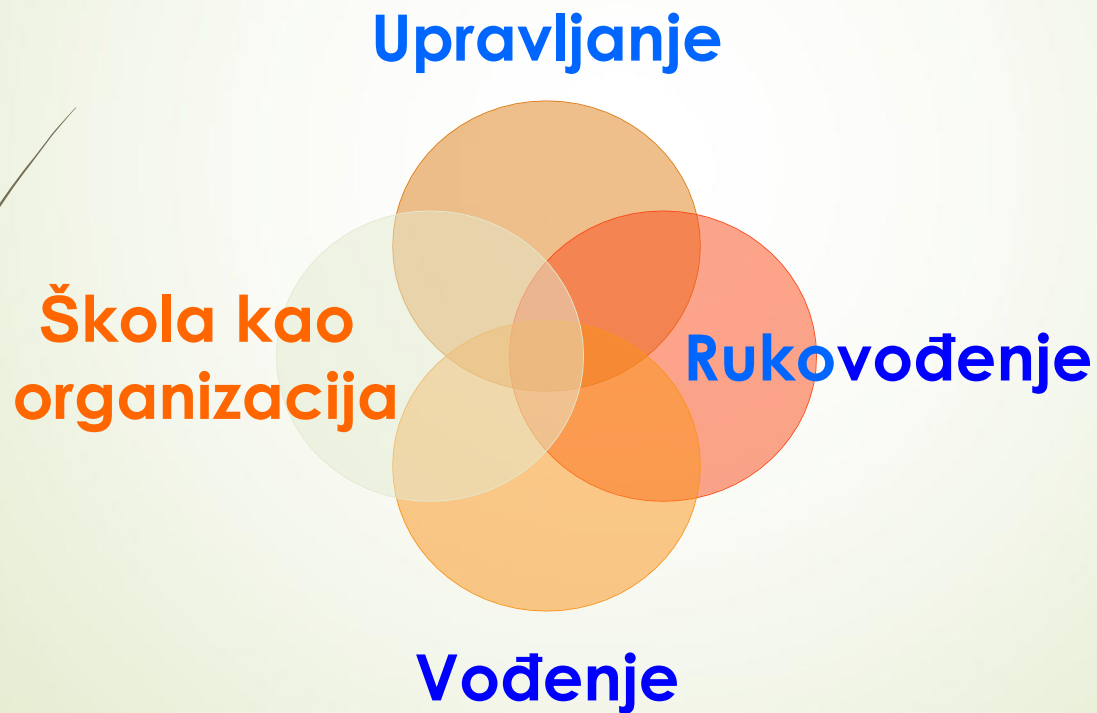 Upravljanje
Škola kao
organizacija
Rukovođenje
Vođenje